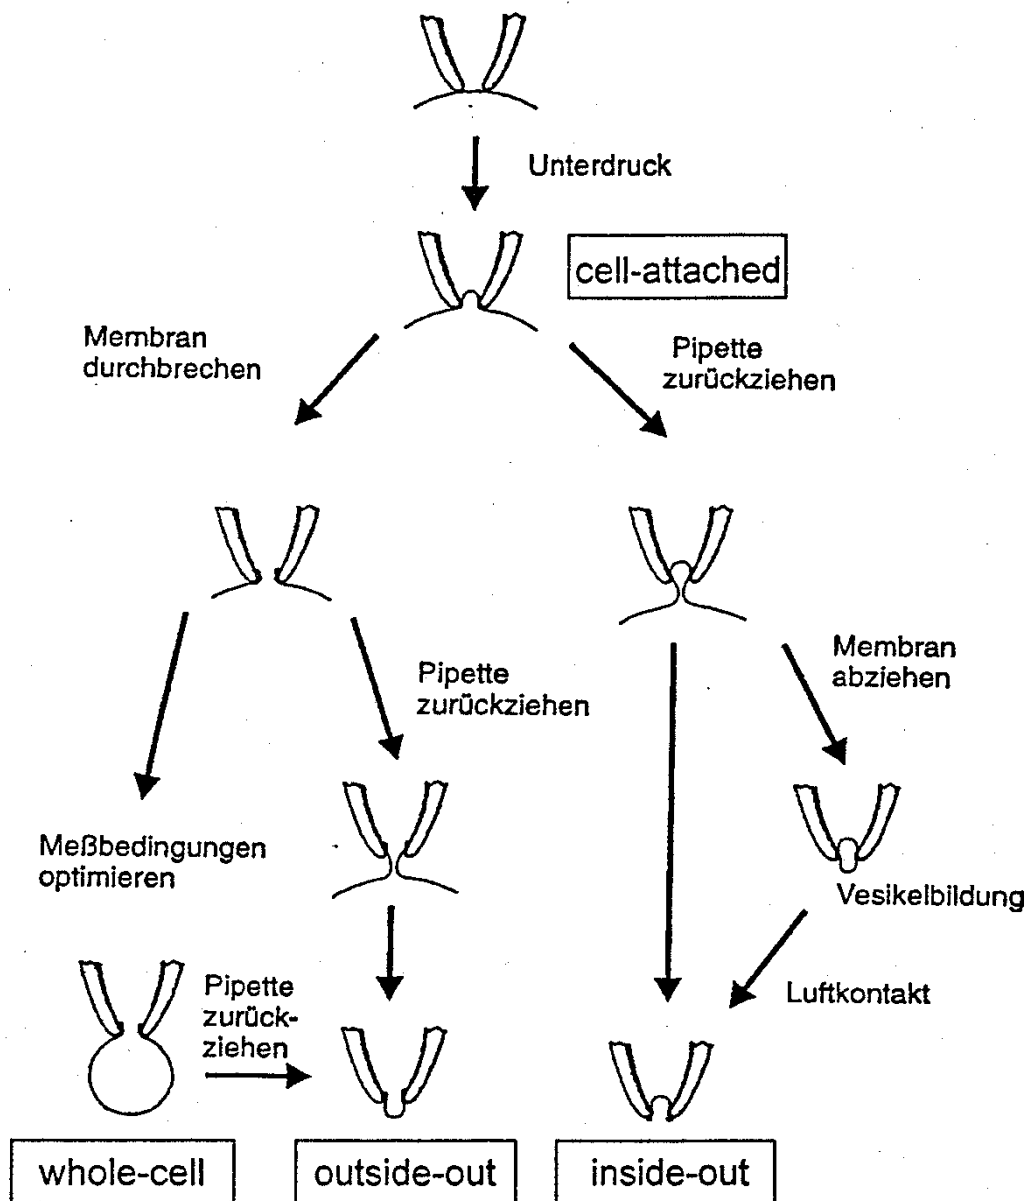 Unterdruck
cell-attached
Membran
durchbrechen
Pipette
zurückziehen
Pipette
zurückziehen
Membran
abziehen
Meßbedingungen
optimieren
Vesikelbildung
Pipette
zurück-
ziehen
Luftkontakt
whole-cell
outside-out
inside-out